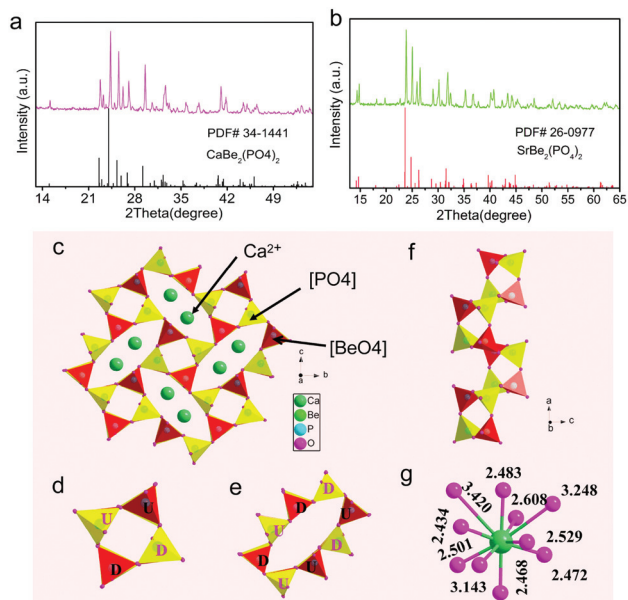 a
Intensity (a.u.)
PDF# 34-1441
CaBe2(PO4)2
14 21 28 35 42 49
2Theta(degree)
b
Intensity (a.u.)
PDF# 26-0977
SrBe2(PO4)2
15 20 25 30 35 40 45 50 55 60 65
2Theta(degree)
c
Ca2+
[PO4]
[BeO4]
c
a b
Ca
Be
P
O
d
U
U
D
D
e
D
D
U
U
D
U
D
U
f
a
b c
g
2.483
3.420
2.608
3.248
2.434
2.529
2.501
2.472
3.143
2.468